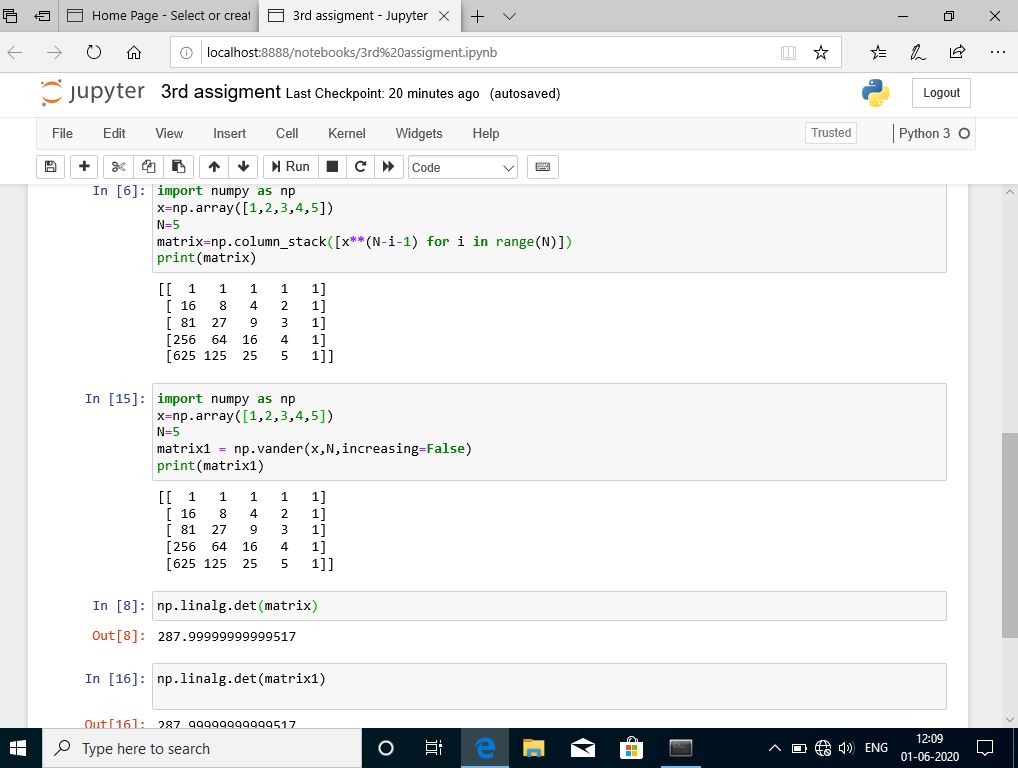 Home Page - Select or creat
3rd assigment - Jupyter
localhost:8888/notebooks/3rd%20assigment.ipynb
jupyter 3rd assigment Last Checkpoint: 20 minutes ago (autosaved)
Logout
File Edit View Insert Cell Kernel Widgets Help
Trusted
Python 3
Run
Code
In [6]: import numpy as np
x=np.array([1,2,3,4,5])
N=5
matrix=np.column_stack([x**(N-i-1) for i in range(N)])
print(matrix)
[[  1   1   1   1   1]
[ 16   8   4   2   1]
[ 81  27   9   3   1]
[256  64  16   4   1]
[625 125  25   5   1]]
In [15]: import numpy as np
x=np.array([1,2,3,4,5])
N=5
matrix1 = np.vander(x,N,increasing=False)
print(matrix1)
[[  1   1   1   1   1]
[ 16   8   4   2   1]
[ 81  27   9   3   1]
[256  64  16   4   1]
[625 125  25   5   1]]
In [8]: np.linalg.det(matrix)
Out[8]: 287.99999999999517
In [16]: np.linalg.det(matrix1)
Out[16]: 287.99999999999517
Type here to search
ENG
12:09
01-06-2020